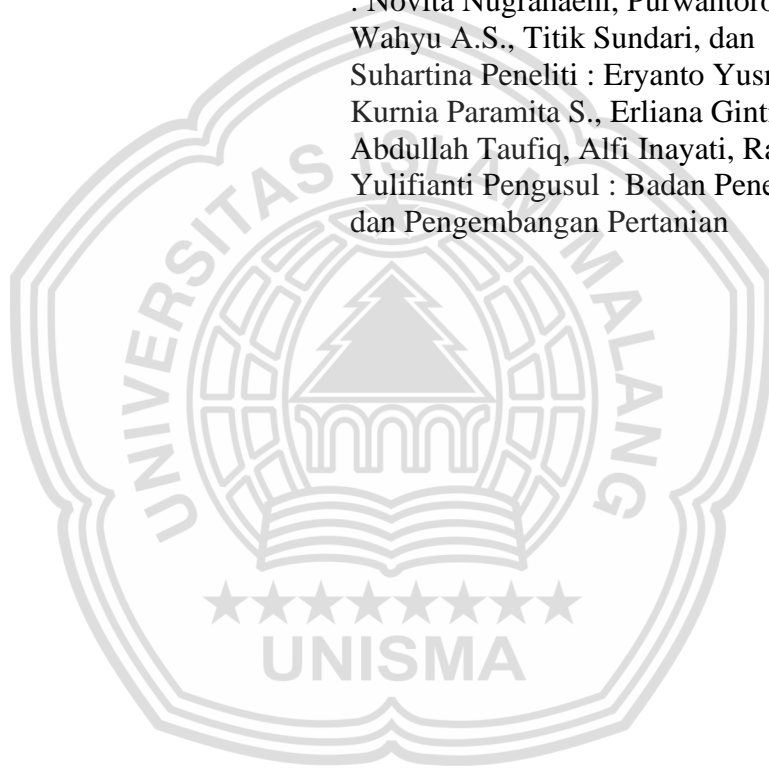 : Novita Nugrahaeni, Purwantoro
Wahyu A.S., Titik Sundari, dan
Suhartina Peneliti : Eryanto
Kurnia Paramita S., Erliana
Abdullah Taufiq, Alfi Inayati,
Yulifianti Pengusul : Badan
dan Pengembangan Pertanian
UNIVERSITAS ISLAM MALANG
UNISMA